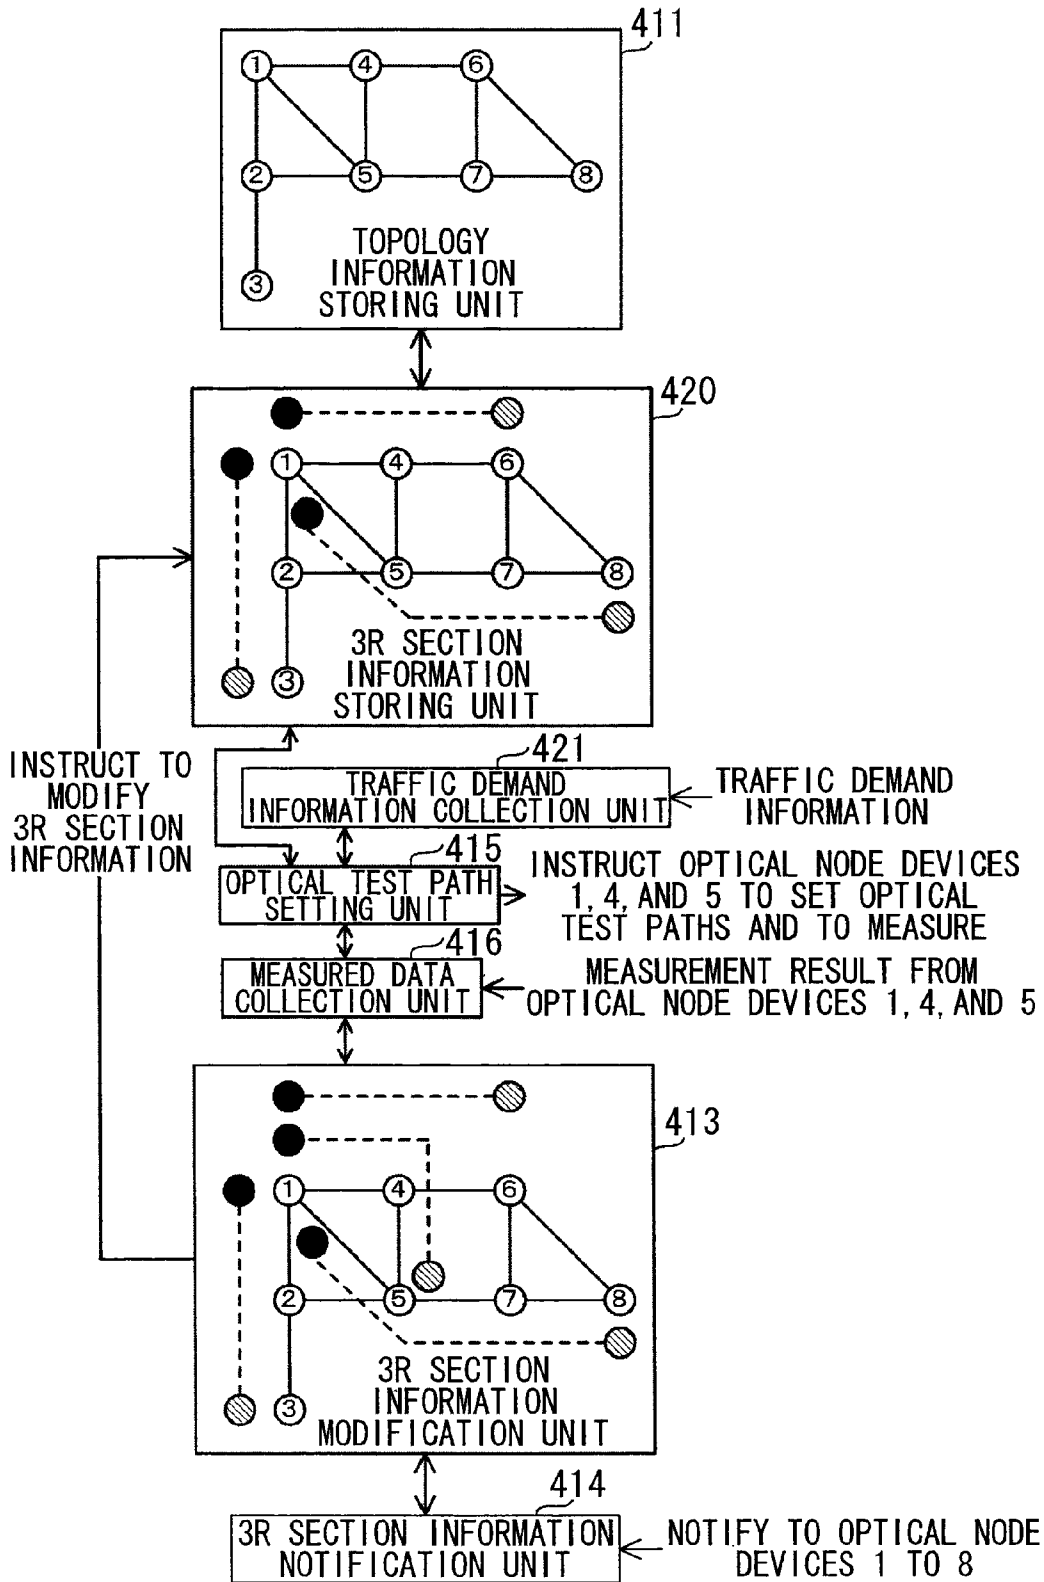 411
① ④ ⑥
② ⑤ ⑦ ⑧
③
TOPOLOGY
INFORMATION
STORING UNIT
420
① ④ ⑥
② ⑤ ⑦ ⑧
③
3R SECTION
INFORMATION
STORING UNIT
INSTRUCT TO
MODIFY
3R SECTION
INFORMATION
421
TRAFFIC DEMAND
INFORMATION COLLECTION UNIT
TRAFFIC DEMAND
INFORMATION
415
OPTICAL TEST PATH
SETTING UNIT
INSTRUCT OPTICAL NODE DEVICES
1, 4, AND 5 TO SET OPTICAL
TEST PATHS AND TO MEASURE
416
MEASURED DATA
COLLECTION UNIT
MEASUREMENT RESULT FROM
OPTICAL NODE DEVICES 1, 4, AND 5
413
① ④ ⑥
② ⑤ ⑦ ⑧
③
3R SECTION
INFORMATION
MODIFICATION UNIT
414
3R SECTION INFORMATION
NOTIFICATION UNIT
NOTIFY TO OPTICAL NODE
DEVICES 1 TO 8